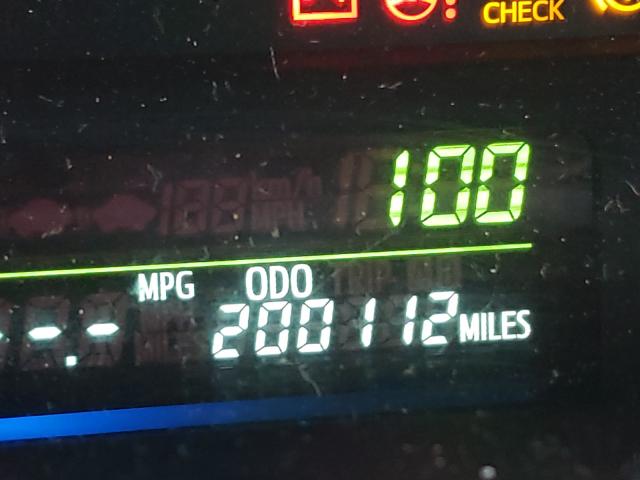 CHECK
100
MPG ODO
-.- 200112 MILES